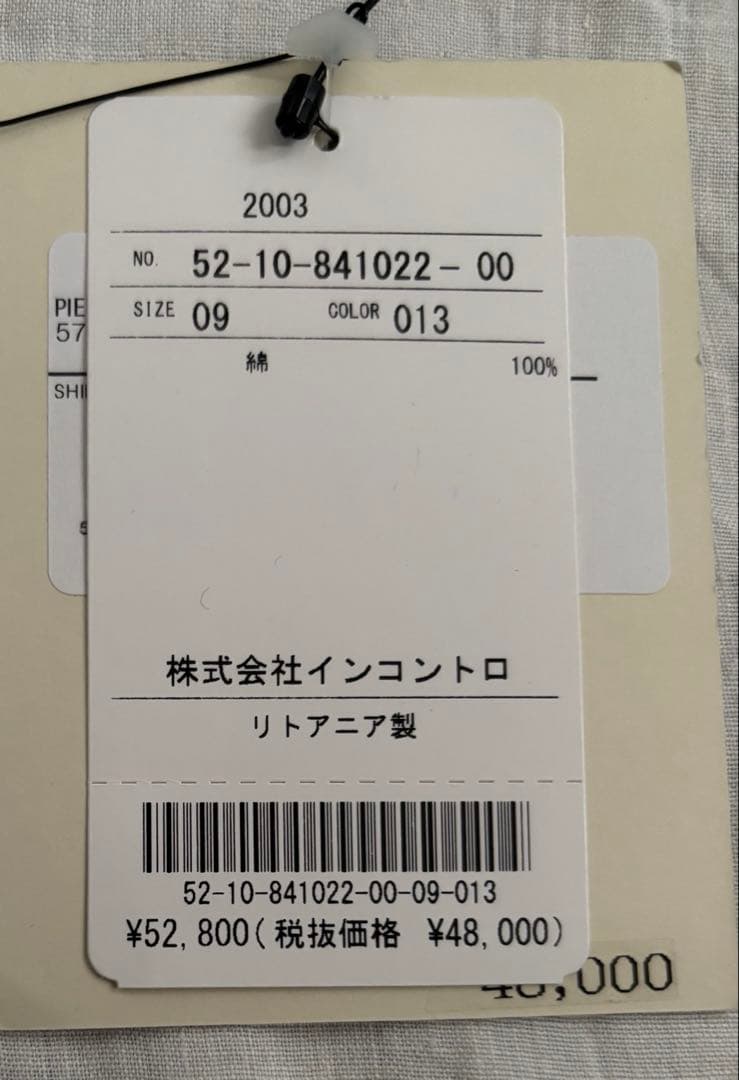 2003
NO. 52-10-841022-00
SIZE 09 COLOR 013
綿 100%
PIE
57
SHI
株式会社インコントロ
リトアニア製
52-10-841022-00-09-013
¥52,800(税抜価格 ¥48,000)
48,000